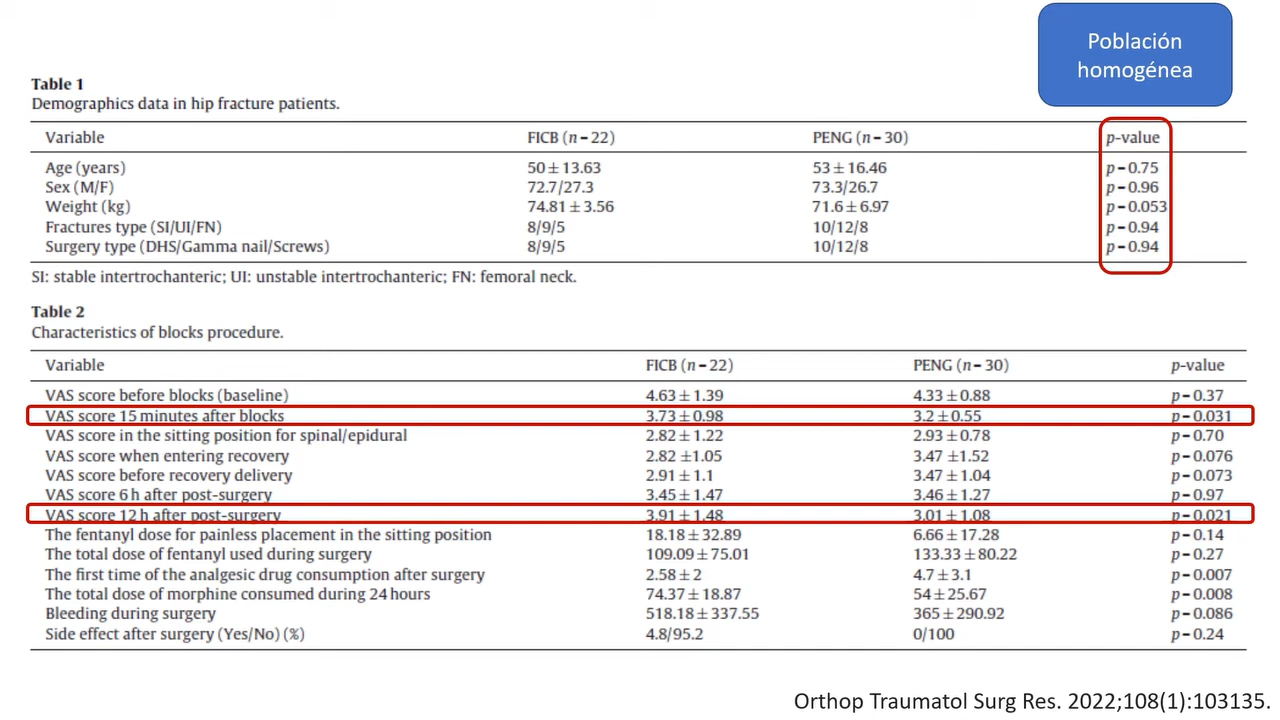 Población
homogénea
Table 1
Demographics data in hip fracture patients.
Variable FICB (n – 22) PENG (n – 30) p-value
Age (years) 50 ± 13.63 53 ± 16.46 p – 0.75
Sex (M/F) 72.7/27.3 73.3/26.7 p – 0.96
Weight (kg) 74.81 ± 3.56 71.6 ± 6.97 p – 0.053
Fractures type (SI/UI/FN) 8/9/5 10/12/8 p – 0.94
Surgery type (DHS/Gamma nail/Screws) 8/9/5 10/12/8 p – 0.94
SI: stable intertrochanteric; UI: unstable intertrochanteric; FN: femoral neck.
Table 2
Characteristics of blocks procedure.
Variable FICB (n – 22) PENG (n – 30) p-value
VAS score before blocks (baseline) 4.63 ± 1.39 4.33 ± 0.88 p – 0.37
VAS score 15 minutes after blocks 3.73 ± 0.98 3.2 ± 0.55 p – 0.031
VAS score in the sitting position for spinal/epidural 2.82 ± 1.22 2.93 ± 0.78 p – 0.70
VAS score when entering recovery 2.82 ±1.05 3.47 ±1.52 p – 0.076
VAS score before recovery delivery 2.91 ± 1.1 3.47 ± 1.04 p – 0.073
VAS score 6 h after post-surgery 3.45 ± 1.47 3.46 ± 1.27 p – 0.97
VAS score 12 h after post-surgery 3.91 ± 1.48 3.01 ± 1.08 p – 0.021
The fentanyl dose for painless placement in the sitting position 18.18 ± 32.89 6.66 ± 17.28 p – 0.14
The total dose of fentanyl used during surgery 109.09 ± 75.01 133.33 ± 80.22 p – 0.27
The first time of the analgesic drug consumption after surgery 2.58 ± 2 4.7 ± 3.1 p – 0.007
The total dose of morphine consumed during 24 hours 74.37 ± 18.87 54 ± 25.67 p – 0.008
Bleeding during surgery 518.18 ± 337.55 365 ± 290.92 p – 0.086
Side effect after surgery (Yes/No) (%) 4.8/95.2 0/100 p – 0.24
Orthop Traumatol Surg Res. 2022;108(1):103135.